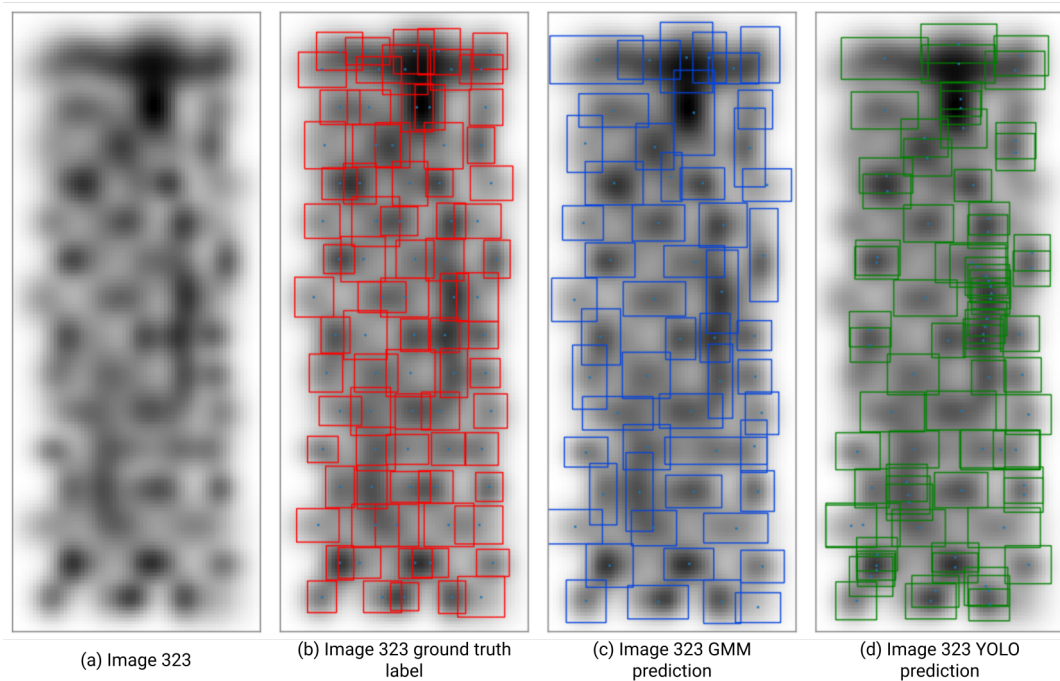 (a) Image 323
(b) Image 323 ground truth
label
(c) Image 323 GMM
prediction
(d) Image 323 YOLO
prediction